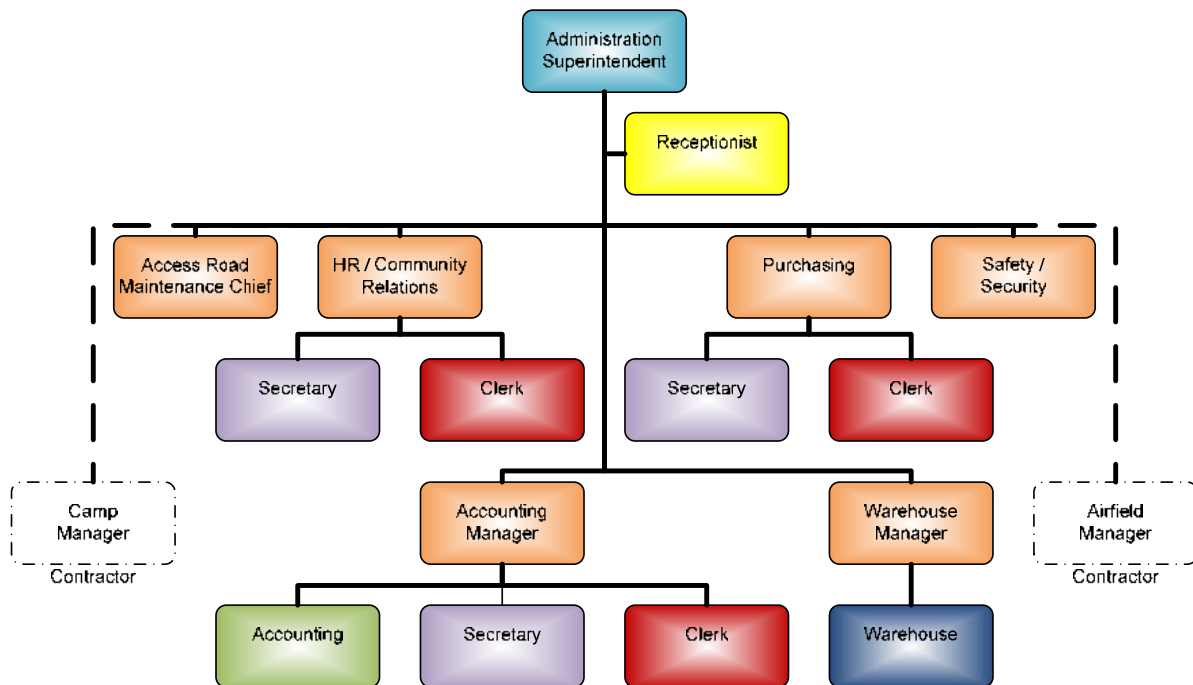 Administration
Superintendent
Receptionist
Access Road
Maintenance Chief
HR / Community
Relations
Purchasing
Safety /
Security
Secretary
Clerk
Secretary
Clerk
Camp
Manager
Contractor
Accounting
Manager
Warehouse
Manager
Airfield
Manager
Contractor
Accounting
Secretary
Clerk
Warehouse